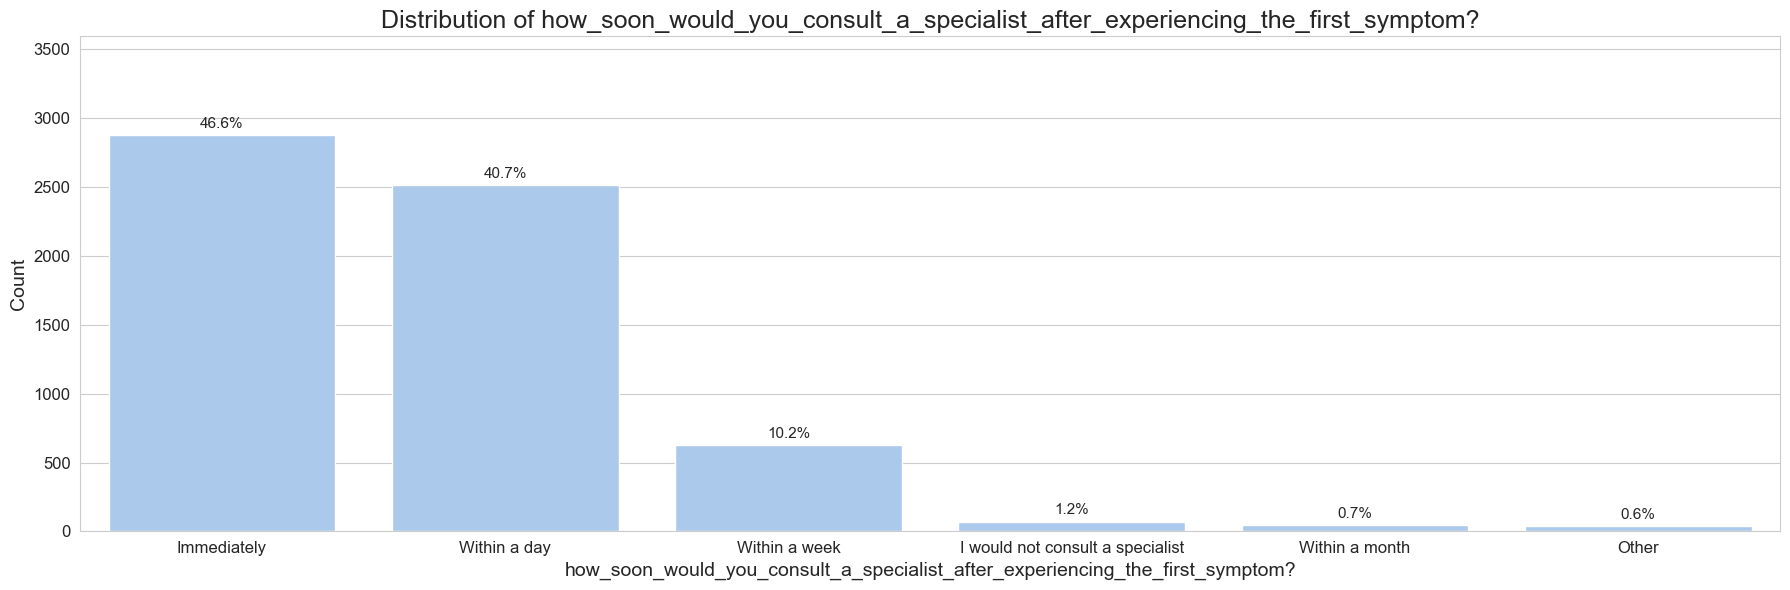 Distribution of how_soon_would_you_consult_a_specialist_after_experiencing_the_first_symptom?
Count
3500
3000
2500
2000
1500
1000
500
0
46.6%
40.7%
10.2%
1.2%
0.7%
0.6%
Immediately
Within a day
Within a week
I would not consult a specialist
Within a month
Other
how_soon_would_you_consult_a_specialist_after_experiencing_the_first_symptom?